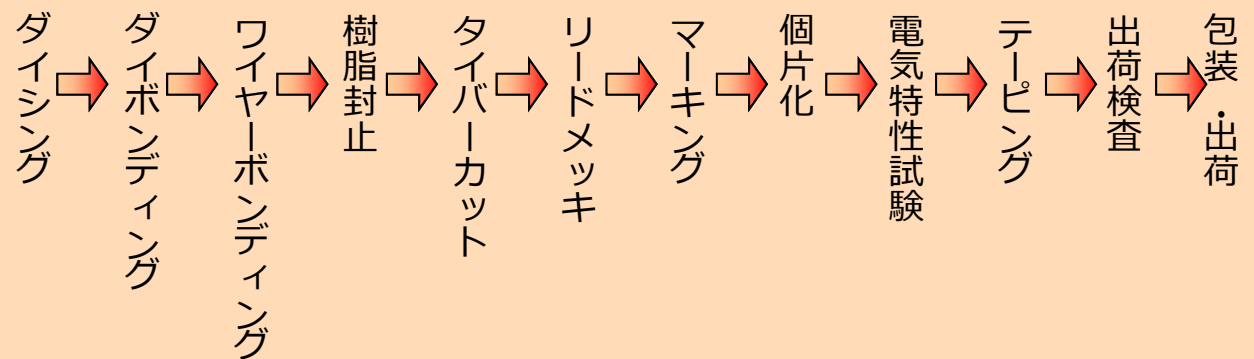 ダイシング
ダイボンディング
ワイヤーボンディング
樹脂封止
タイバーカット
リードメッキ
マーキング
個片化
電気特性試験
テーピング
出荷検査
包装・出荷